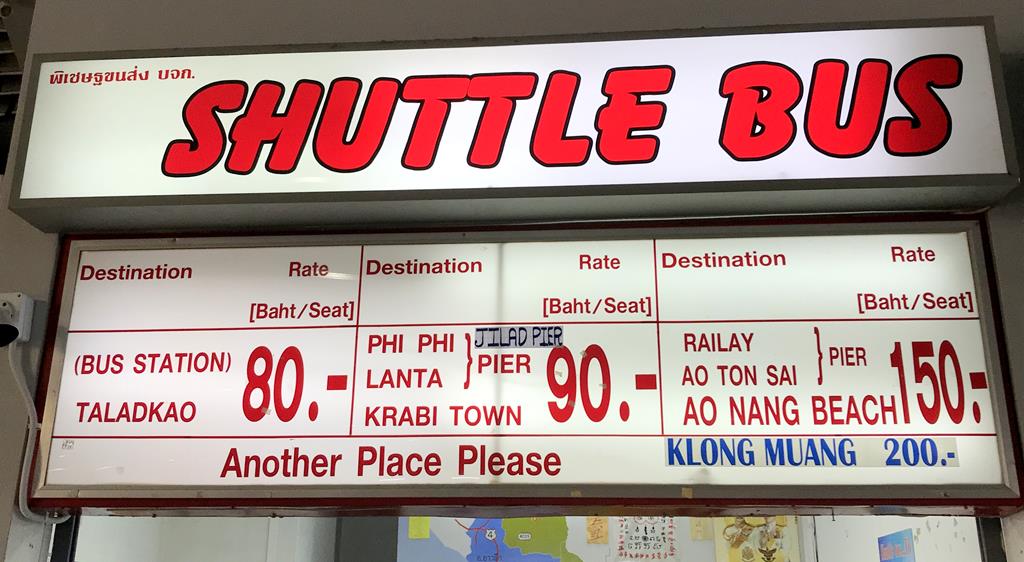 พิเชษฐขนส่ง บจก.
SHUTTLE BUS
Destination Rate
[Baht/Seat]
(BUS STATION)
TALADKAO
80.-
Destination Rate
[Baht/Seat]
JILAD PIER
PHI PHI
LANTA
PIER
KRABI TOWN
90.-
Destination Rate
[Baht/Seat]
RAILAY
AO TON SAI
PIER
AO NANG BEACH
150.-
Another Place Please
KLONG MUANG 200.-
4